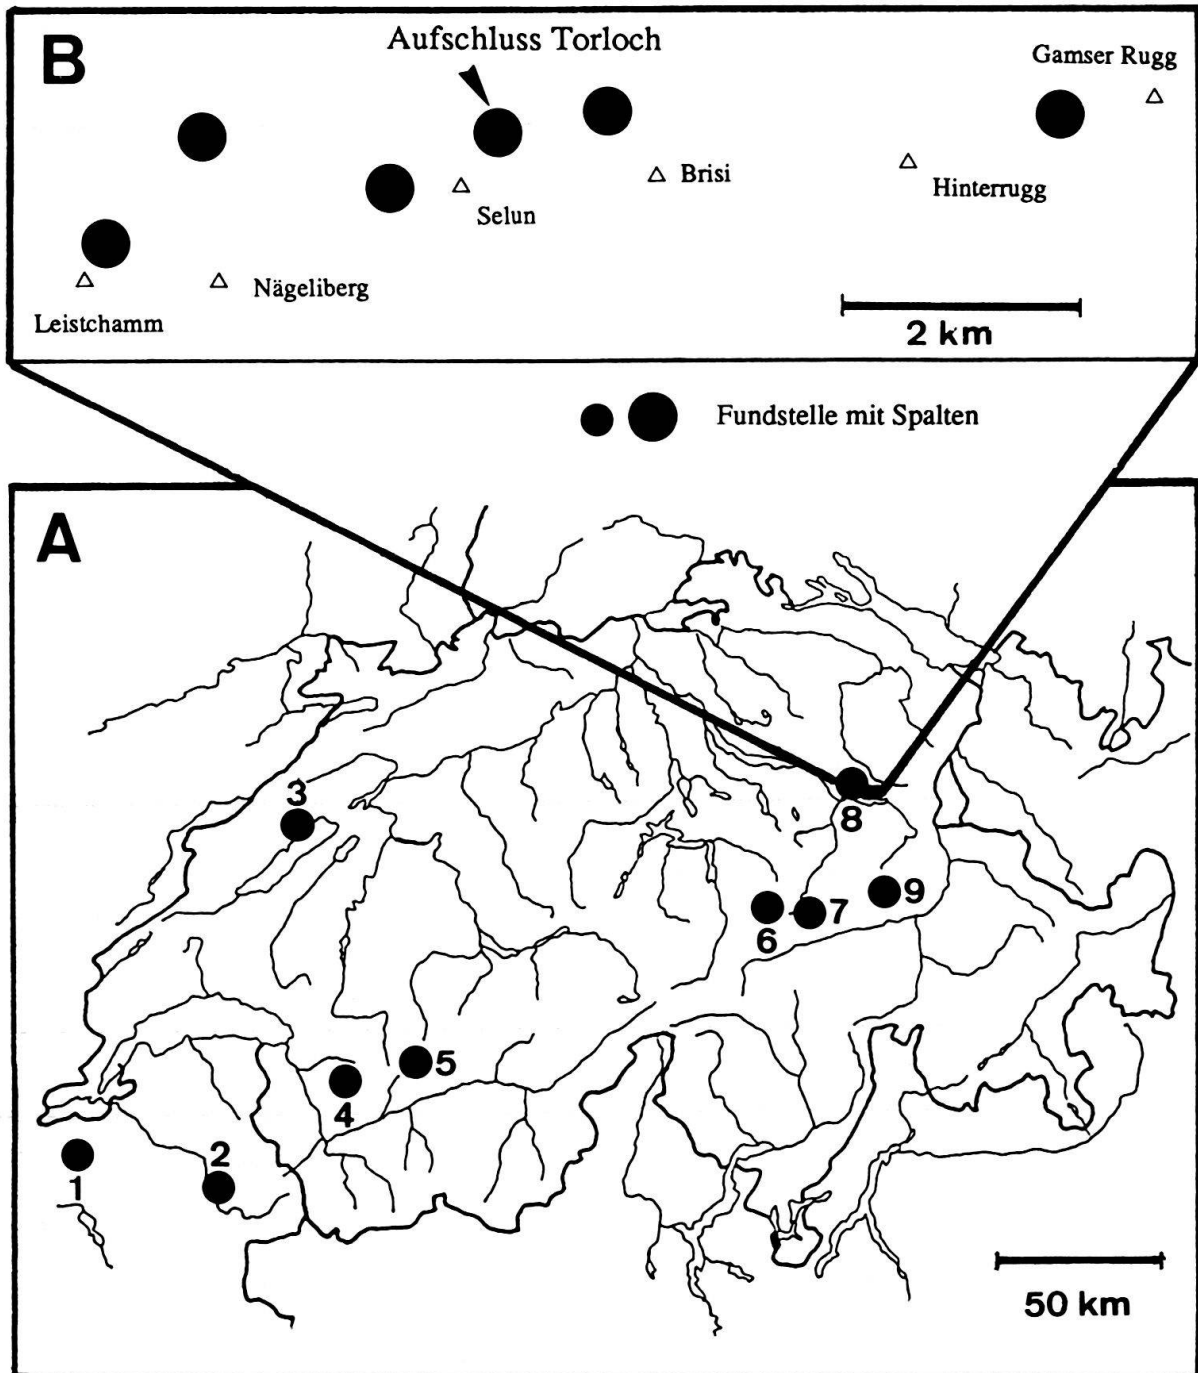 B
Aufschluss Torloch
Gamser Rugg
Brisi
Hinterrugg
Selun
Nägeliberg
Leistchamm
2 km
Fundstelle mit Spalten
A
3
8
9
6
7
5
4
2
1
50 km